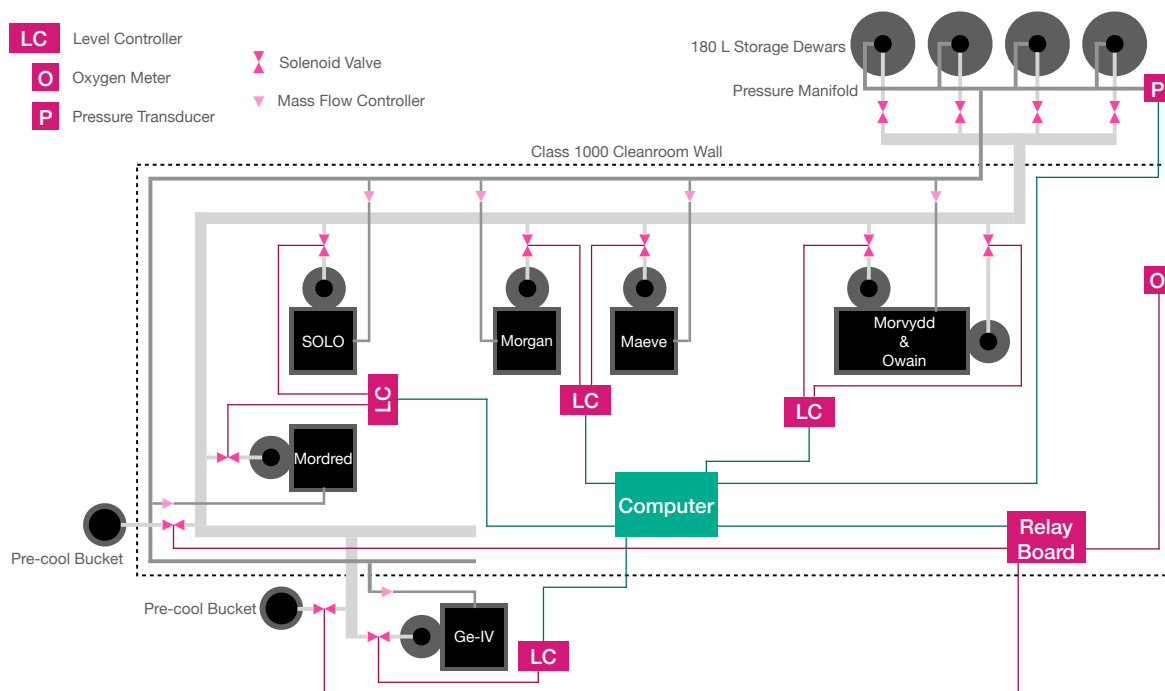 LC Level Controller
O Oxygen Meter
P Pressure Transducer
Solenoid Valve
Mass Flow Controller
180 L Storage Dewars
Pressure Manifold
P
Class 1000 Cleanroom Wall
O
SOLO
Morgan
Maeve
Morvydd
&
Owain
LC
LC
LC
Mordred
Computer
Relay
Board
Pre-cool Bucket
Pre-cool Bucket
Ge-IV
LC